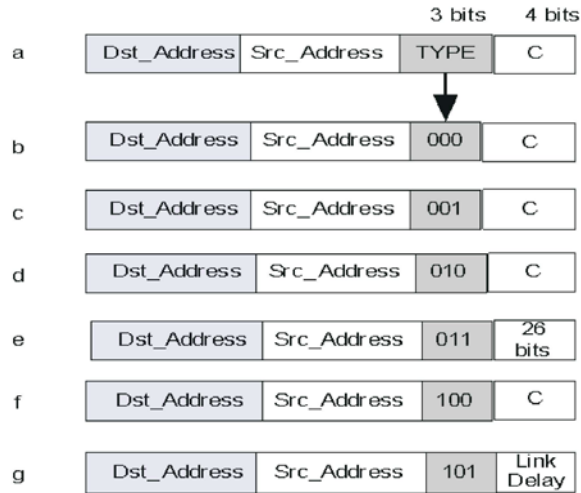 3 bits 4 bits
a Dst_Address Src_Address TYPE C
b Dst_Address Src_Address 000 C
c Dst_Address Src_Address 001 C
d Dst_Address Src_Address 010 C
e Dst_Address Src_Address 011 26 bits
f Dst_Address Src_Address 100 C
g Dst_Address Src_Address 101 Link Delay